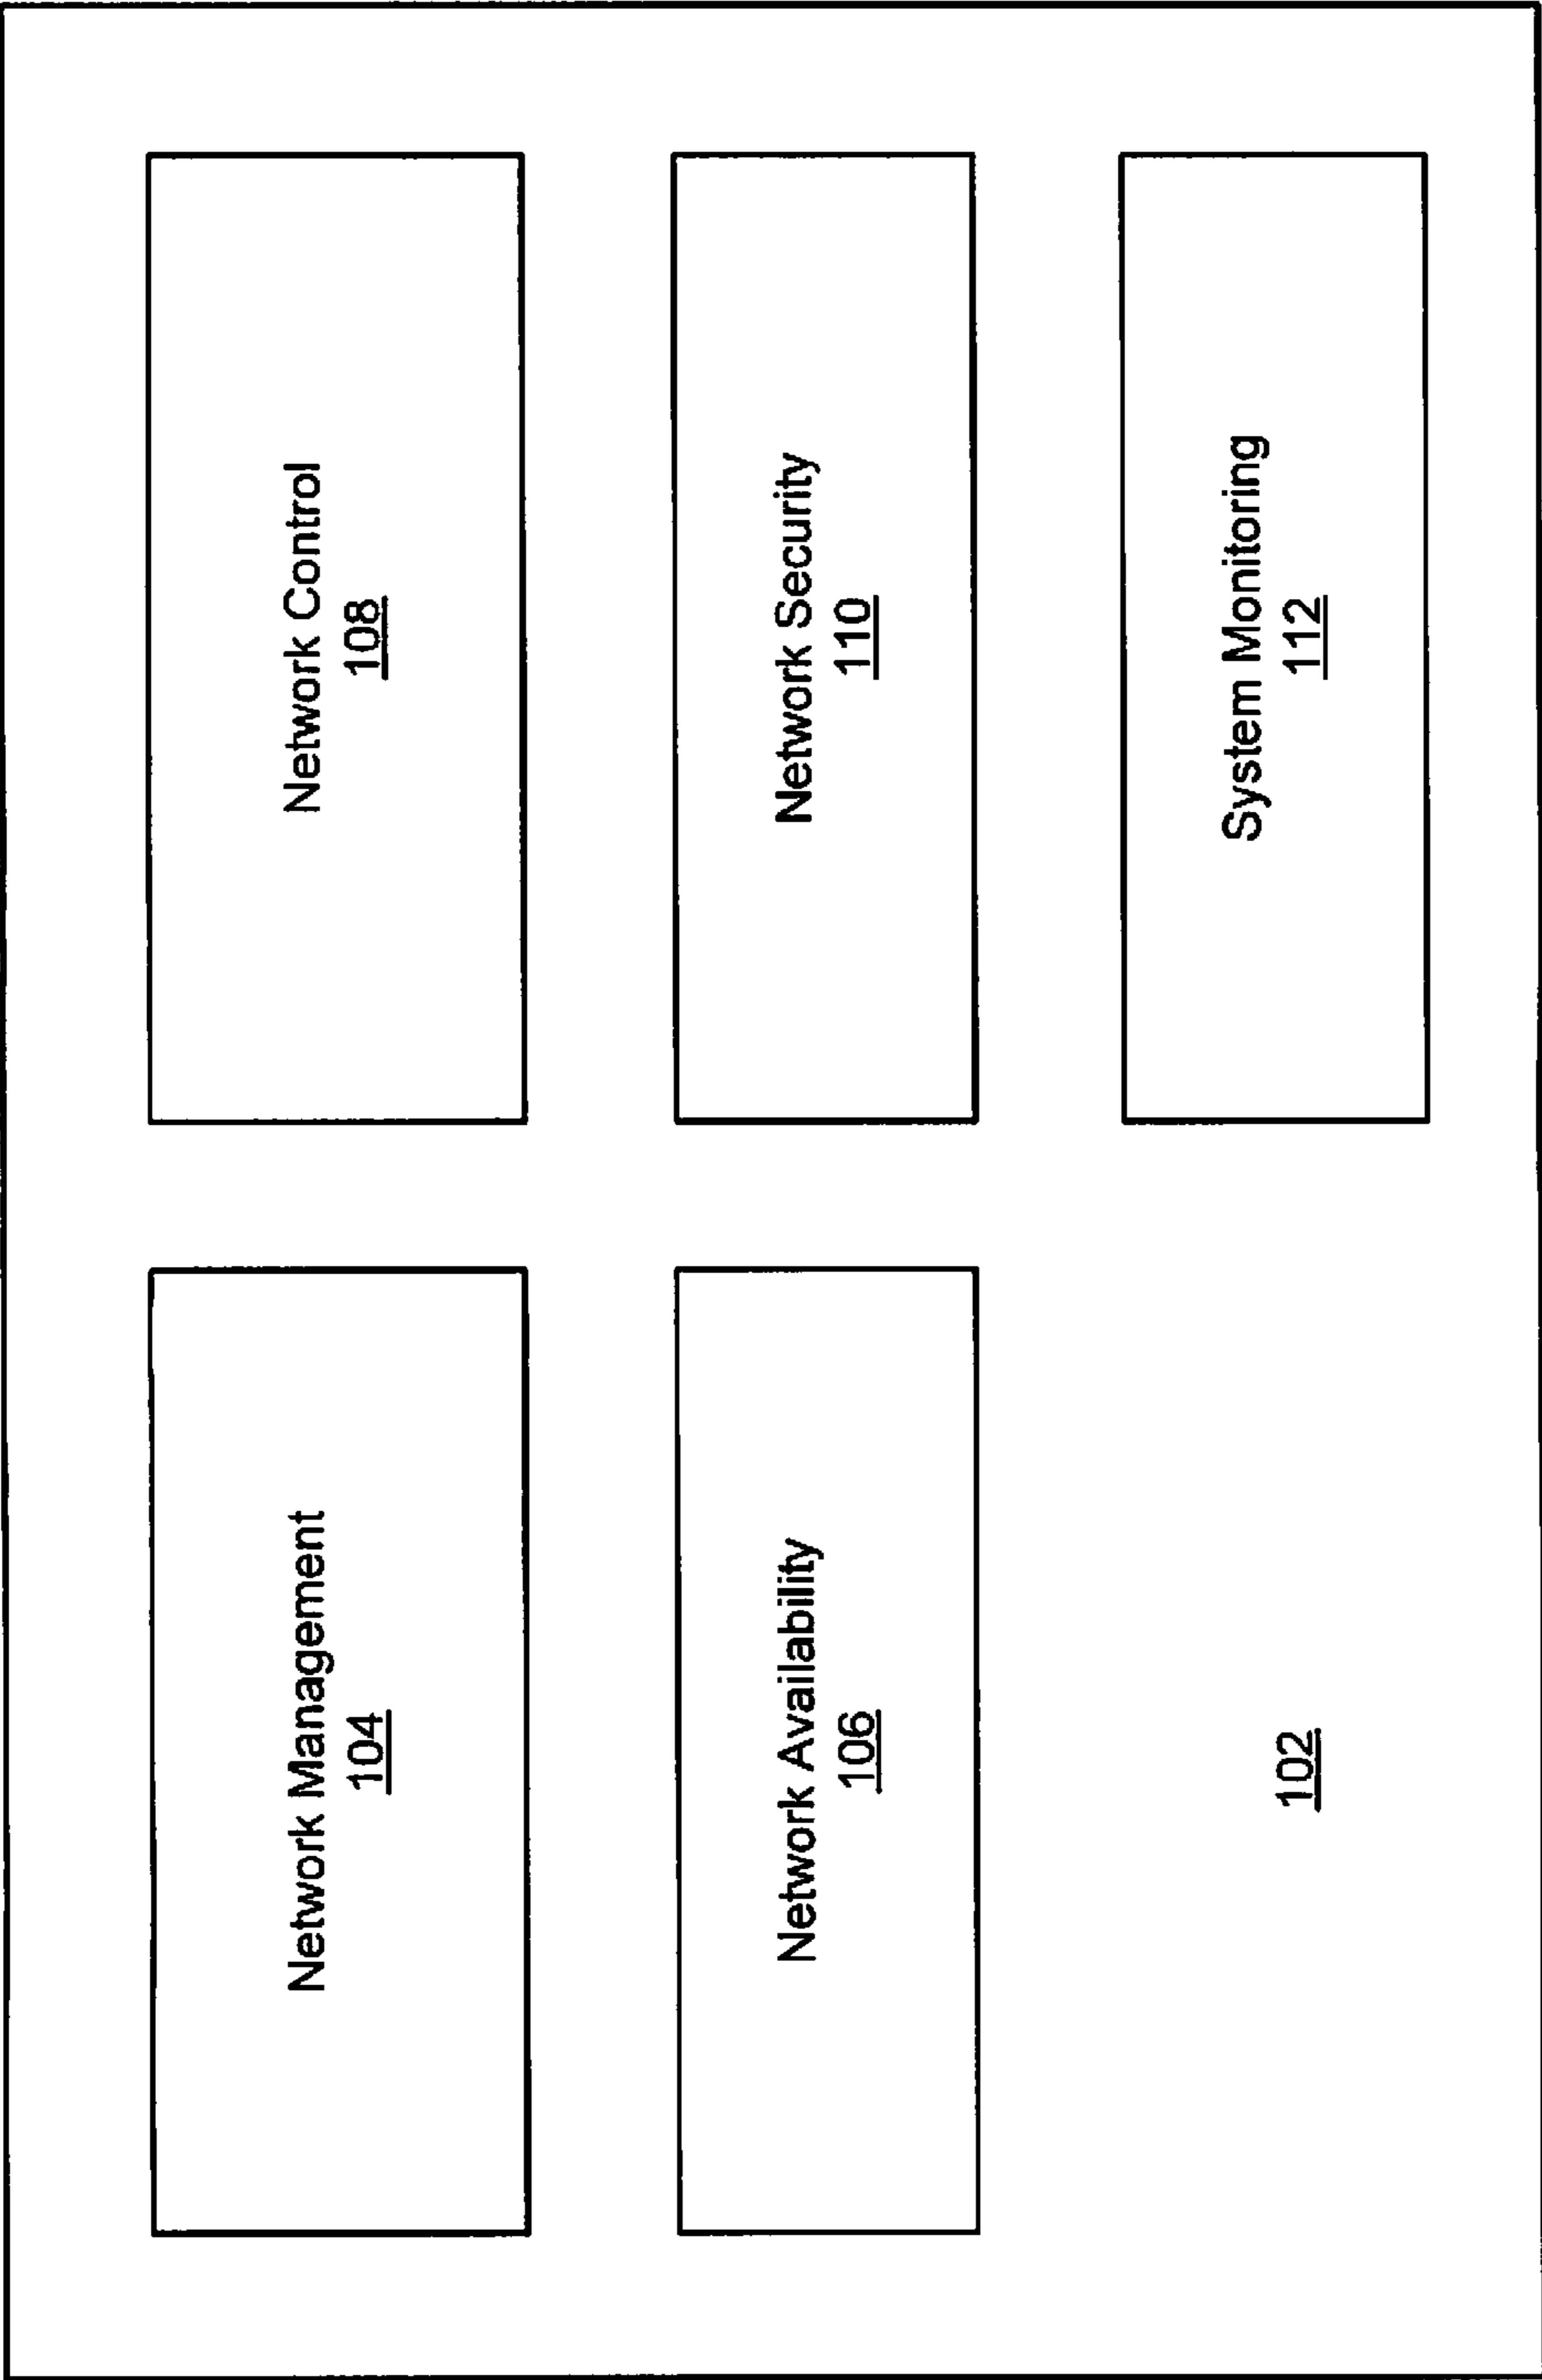 Network Management
104
Network Control
108
Network Availability
106
Network Security
110
102
System Monitoring
112